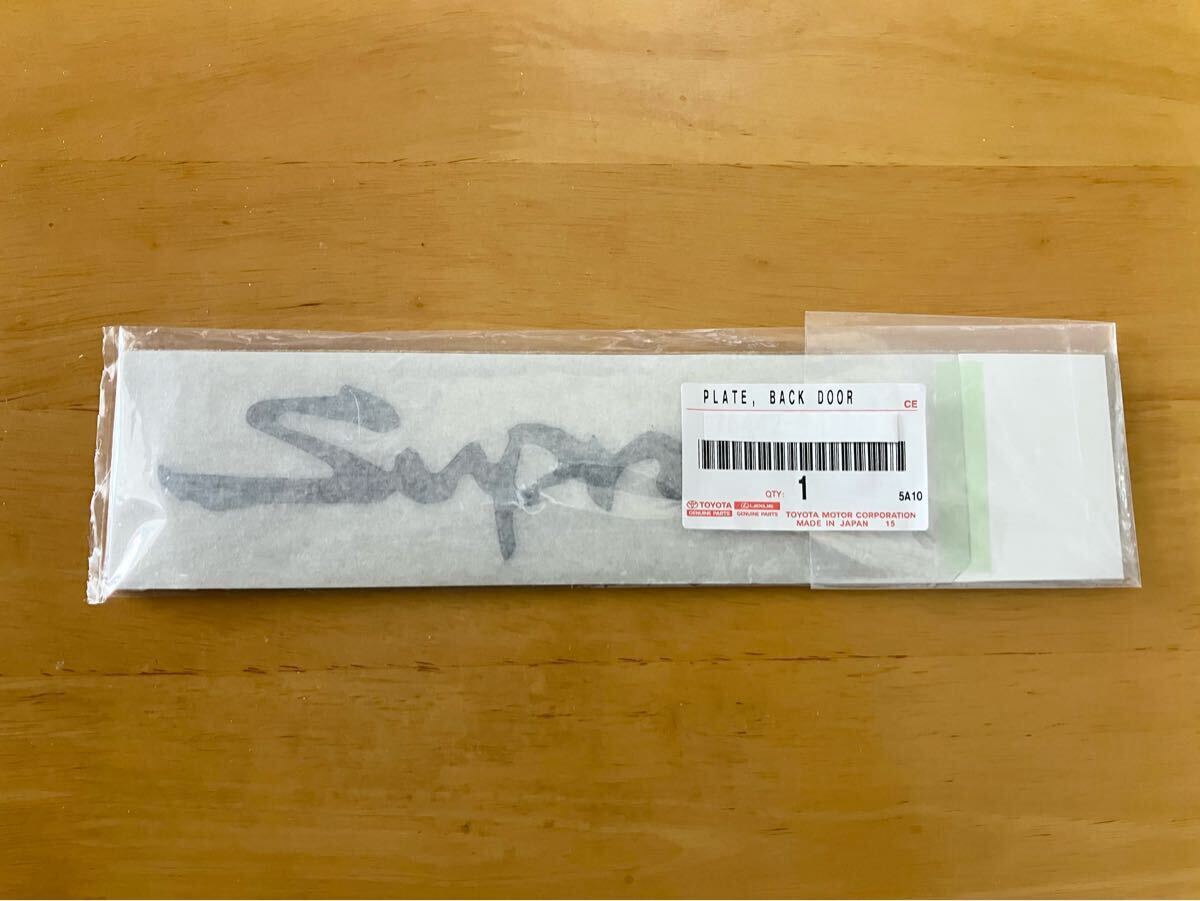 Supra
PLATE, BACK DOOR
CE
QTY: 1
5A10
TOYOTA LEXUS
GENUINE PARTS GENUINE PARTS
TOYOTA MOTOR CORPORATION
MADE IN JAPAN 15